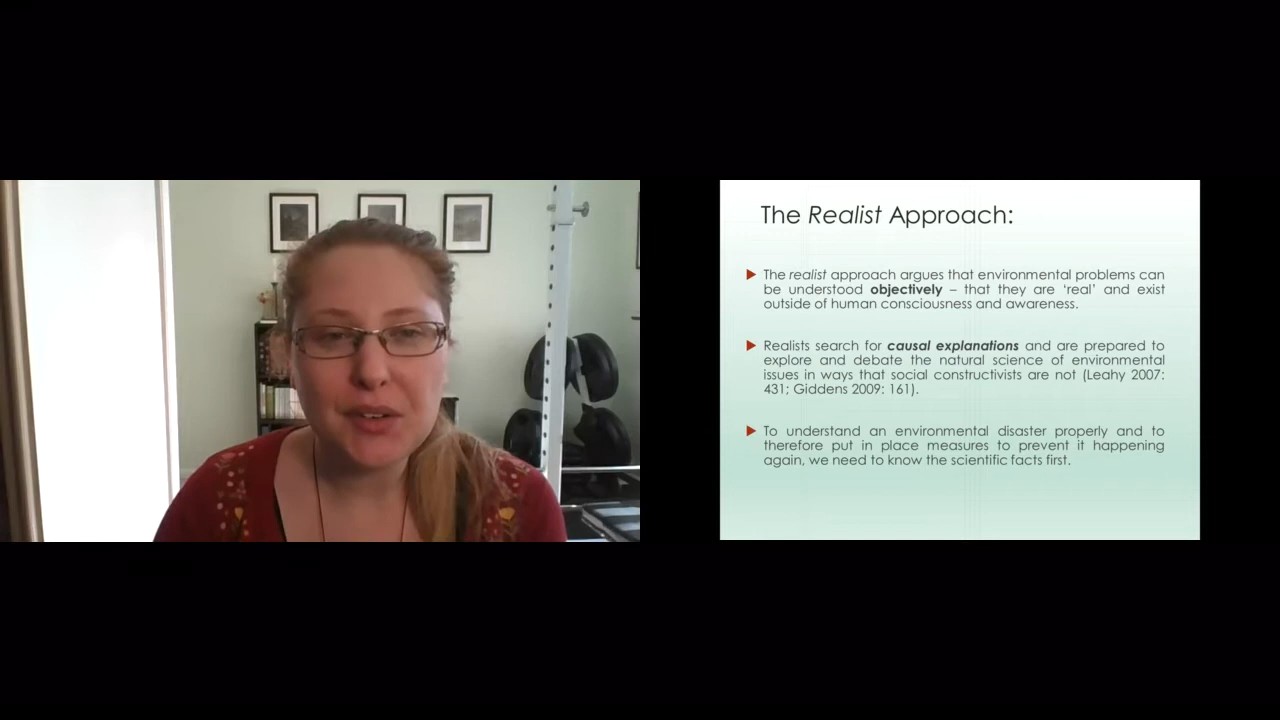 The Realist Approach:
The realist approach argues that environmental problems can
be understood objectively – that they are ‘real’ and exist
outside of human consciousness and awareness.
Realists search for causal explanations and are prepared to
explore and debate the natural science of environmental
issues in ways that social constructivists are not (Leahy 2007:
431; Giddens 2009: 161).
To understand an environmental disaster properly and to
therefore put in place measures to prevent it happening
again, we need to know the scientific facts first.